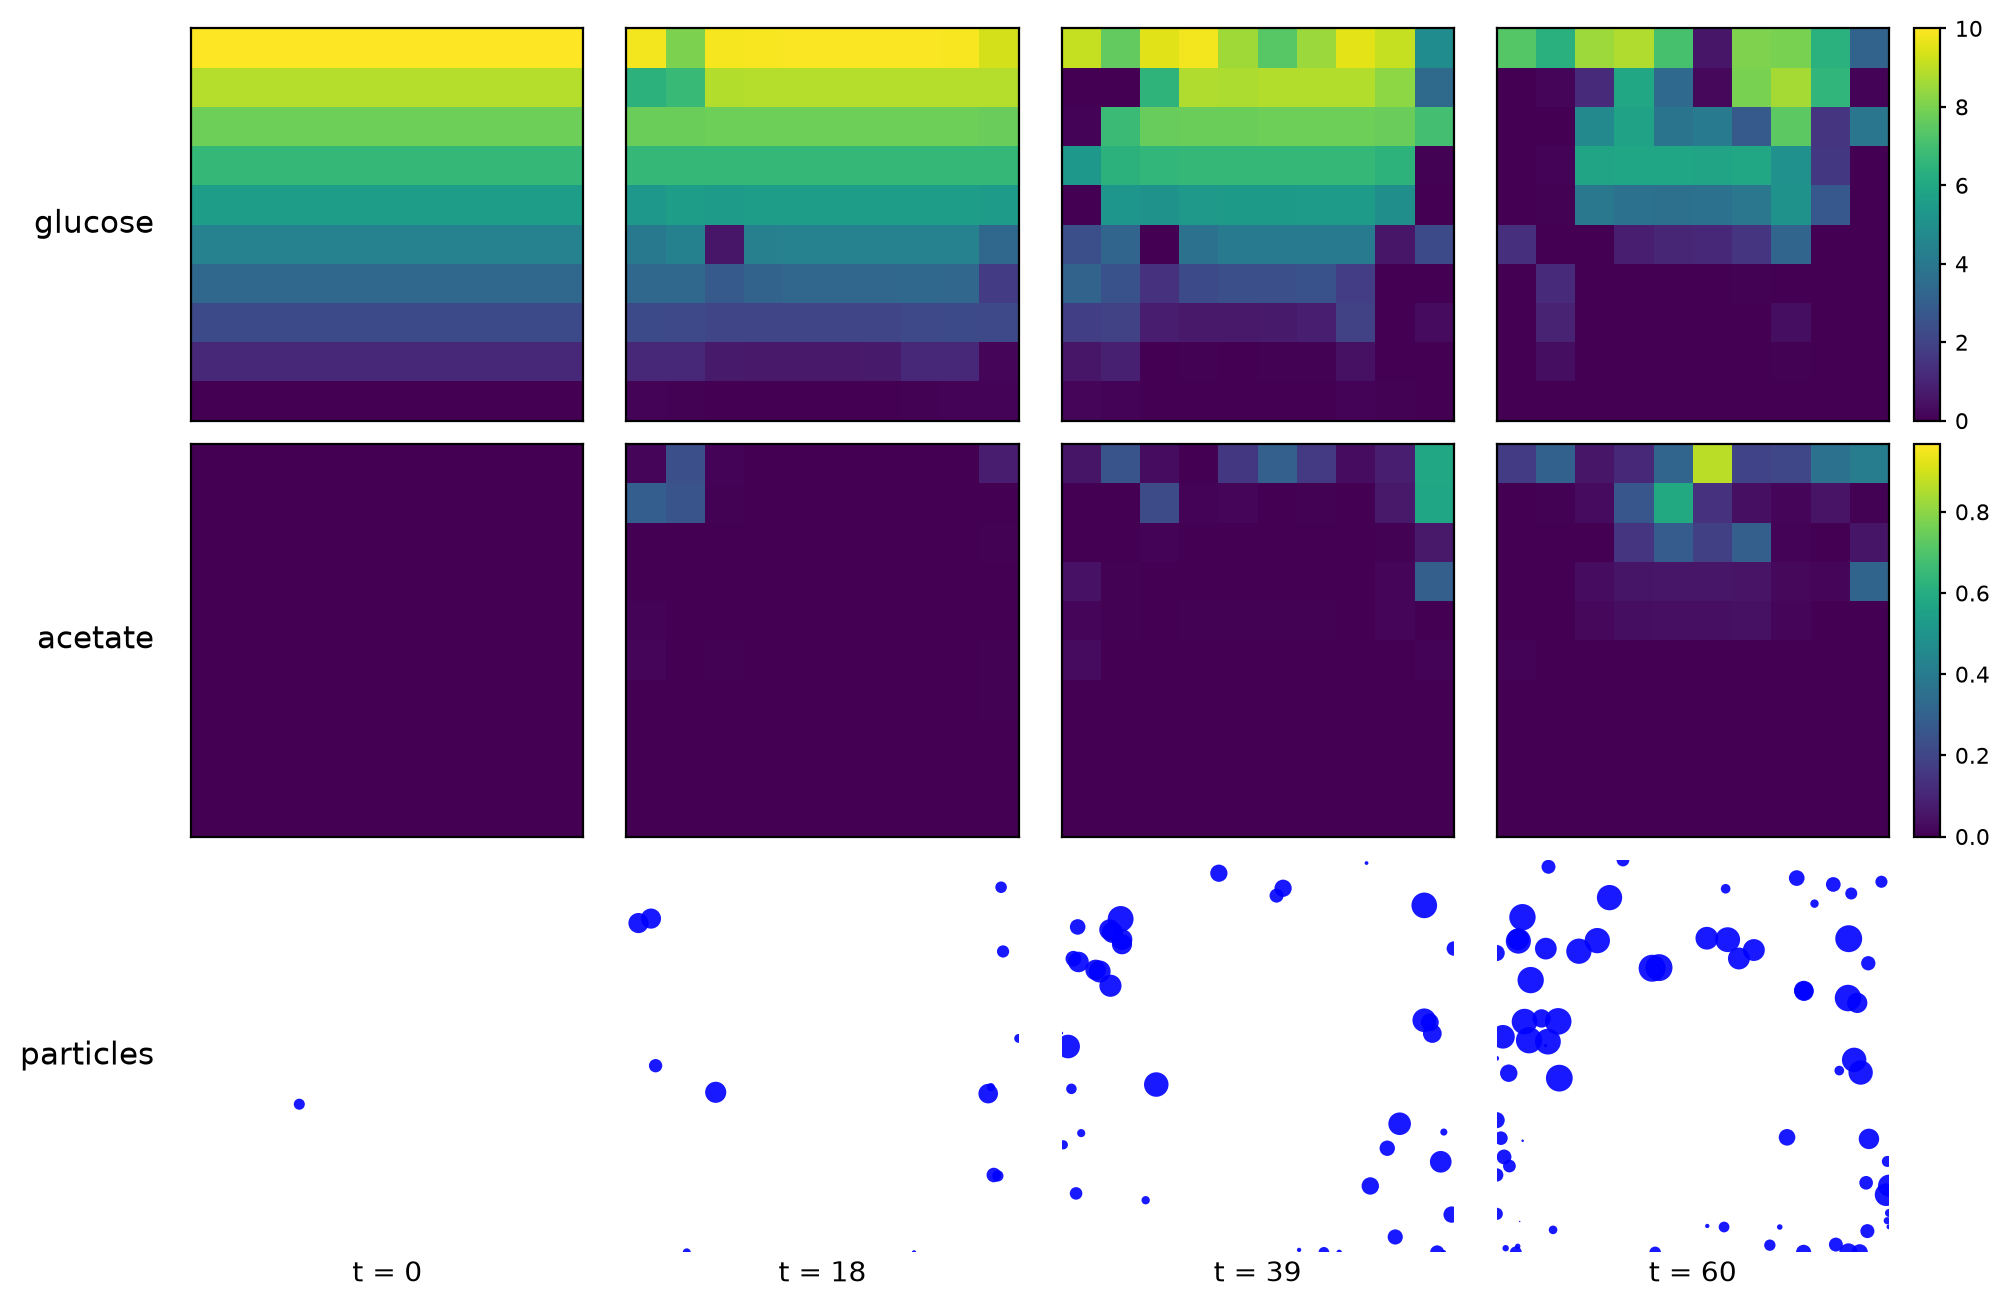 glucose
10
8
6
4
2
0
acetate
0.8
0.6
0.4
0.2
0.0
particles
t = 0
t = 18
t = 39
t = 60